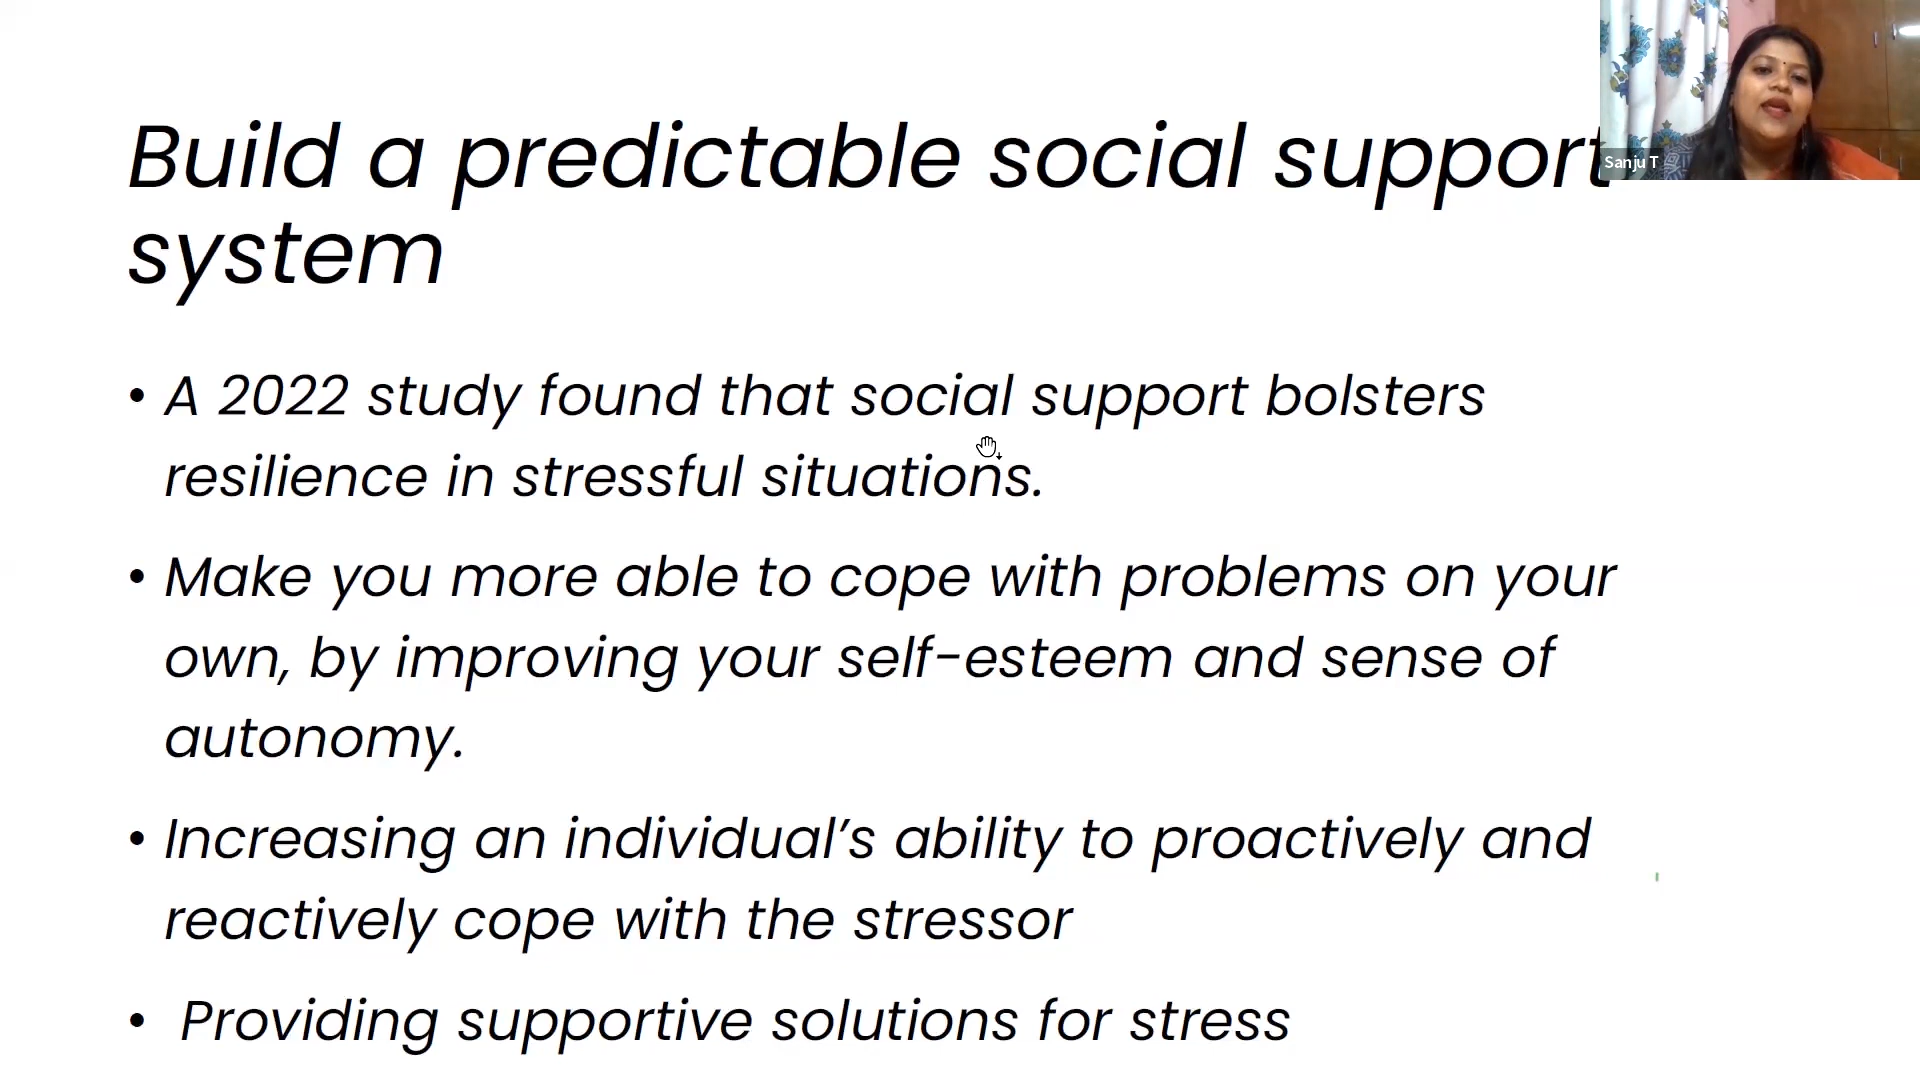 Build a predictable social support
system
Sanju T
• A 2022 study found that social support bolsters
resilience in stressful situations.
• Make you more able to cope with problems on your
own, by improving your self-esteem and sense of
autonomy.
• Increasing an individual’s ability to proactively and
reactively cope with the stressor
• Providing supportive solutions for stress